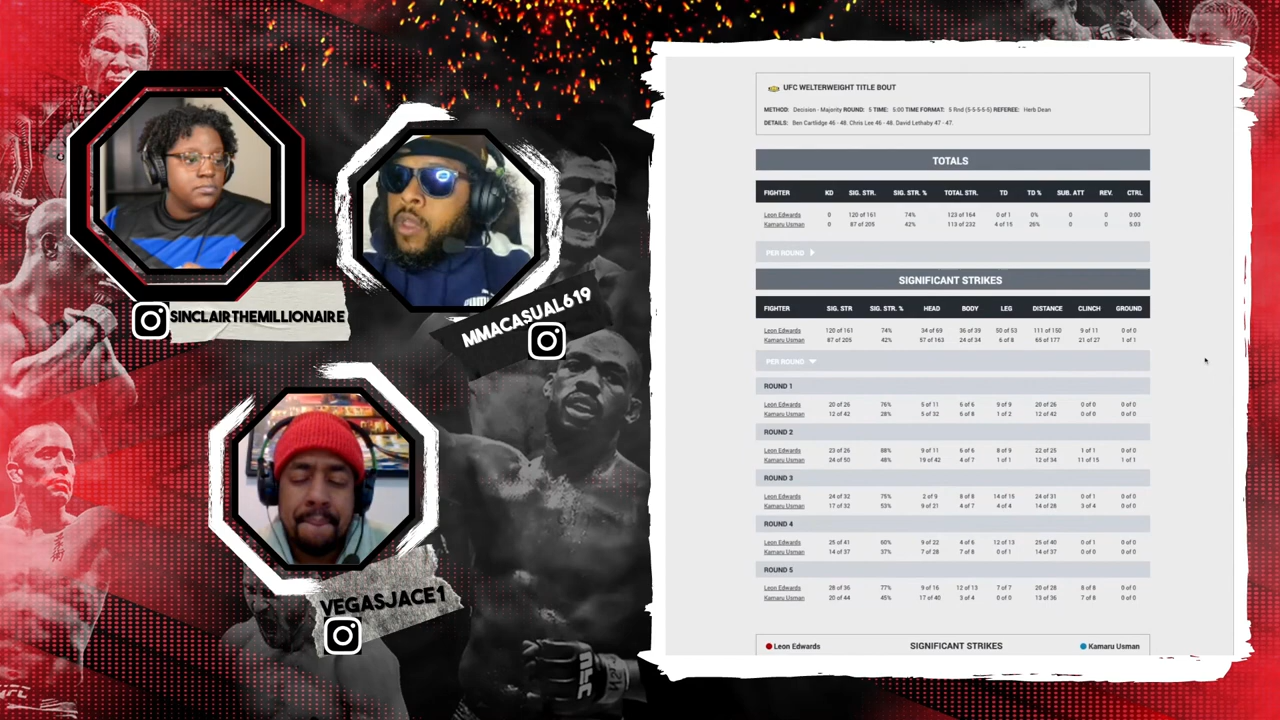 SINCLAIRTHEMILLIONAIRE
MMACASUAL619
VEGASJACE1
UFC WELTERWEIGHT TITLE BOUT
METHOD: Decision - Majority ROUND: 5 TIME: 5:00 TIME FORMAT: 5 Rnd (5-5-5-5-5) REFEREE: Herb Dean
DETAILS: Ben Cartlidge 46 - 48. Chris Lee 46 - 48. David Lethaby 47 - 47.
TOTALS
FIGHTER KD SIG. STR. SIG. STR. % TOTAL STR. TD TD % SUB. ATT REV. CTRL
Leon Edwards 0 120 of 161 74% 123 of 164 0 of 1 0% 0 0 0:00
Kamaru Usman 0 87 of 205 42% 113 of 232 4 of 15 26% 0 0 5:03
PER ROUND
SIGNIFICANT STRIKES
FIGHTER SIG. STR SIG. STR. % HEAD BODY LEG DISTANCE CLINCH GROUND
Leon Edwards 120 of 161 74% 34 of 69 36 of 39 50 of 53 111 of 150 9 of 11 0 of 0
Kamaru Usman 87 of 205 42% 57 of 163 24 of 34 6 of 8 65 of 177 21 of 27 1 of 1
PER ROUND
ROUND 1
Leon Edwards 20 of 26 76% 5 of 11 6 of 6 9 of 9 20 of 26 0 of 0 0 of 0
Kamaru Usman 12 of 42 28% 5 of 32 6 of 8 1 of 2 12 of 42 0 of 0 0 of 0
ROUND 2
Leon Edwards 23 of 26 88% 9 of 11 6 of 6 8 of 9 22 of 25 1 of 1 0 of 0
Kamaru Usman 24 of 50 48% 19 of 42 4 of 7 1 of 1 12 of 34 11 of 15 1 of 1
ROUND 3
Leon Edwards 24 of 32 75% 2 of 9 8 of 8 14 of 15 24 of 31 0 of 1 0 of 0
Kamaru Usman 17 of 32 53% 9 of 21 4 of 7 4 of 4 14 of 28 3 of 4 0 of 0
ROUND 4
Leon Edwards 25 of 41 60% 9 of 22 4 of 6 12 of 13 25 of 40 0 of 1 0 of 0
Kamaru Usman 14 of 37 37% 7 of 28 7 of 8 0 of 1 14 of 37 0 of 0 0 of 0
ROUND 5
Leon Edwards 28 of 36 77% 9 of 16 12 of 13 7 of 7 20 of 28 8 of 8 0 of 0
Kamaru Usman 20 of 44 45% 17 of 40 3 of 4 0 of 0 13 of 36 7 of 8 0 of 0
Leon Edwards SIGNIFICANT STRIKES Kamaru Usman
UFC